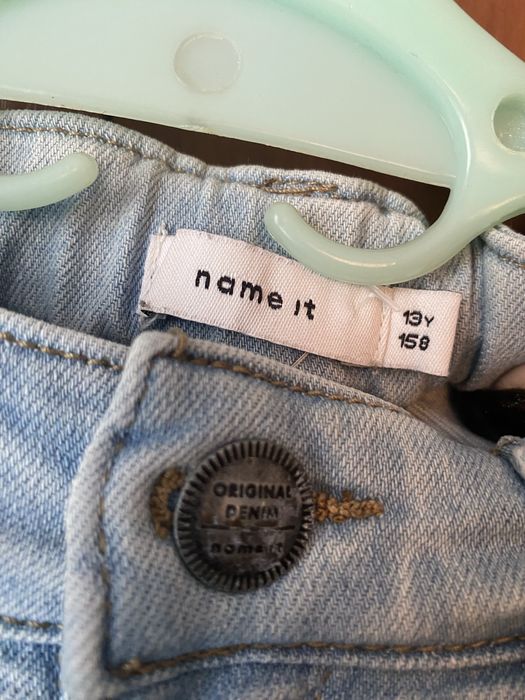 name it
13Y
158
ORIGINAL
DENIM
name it